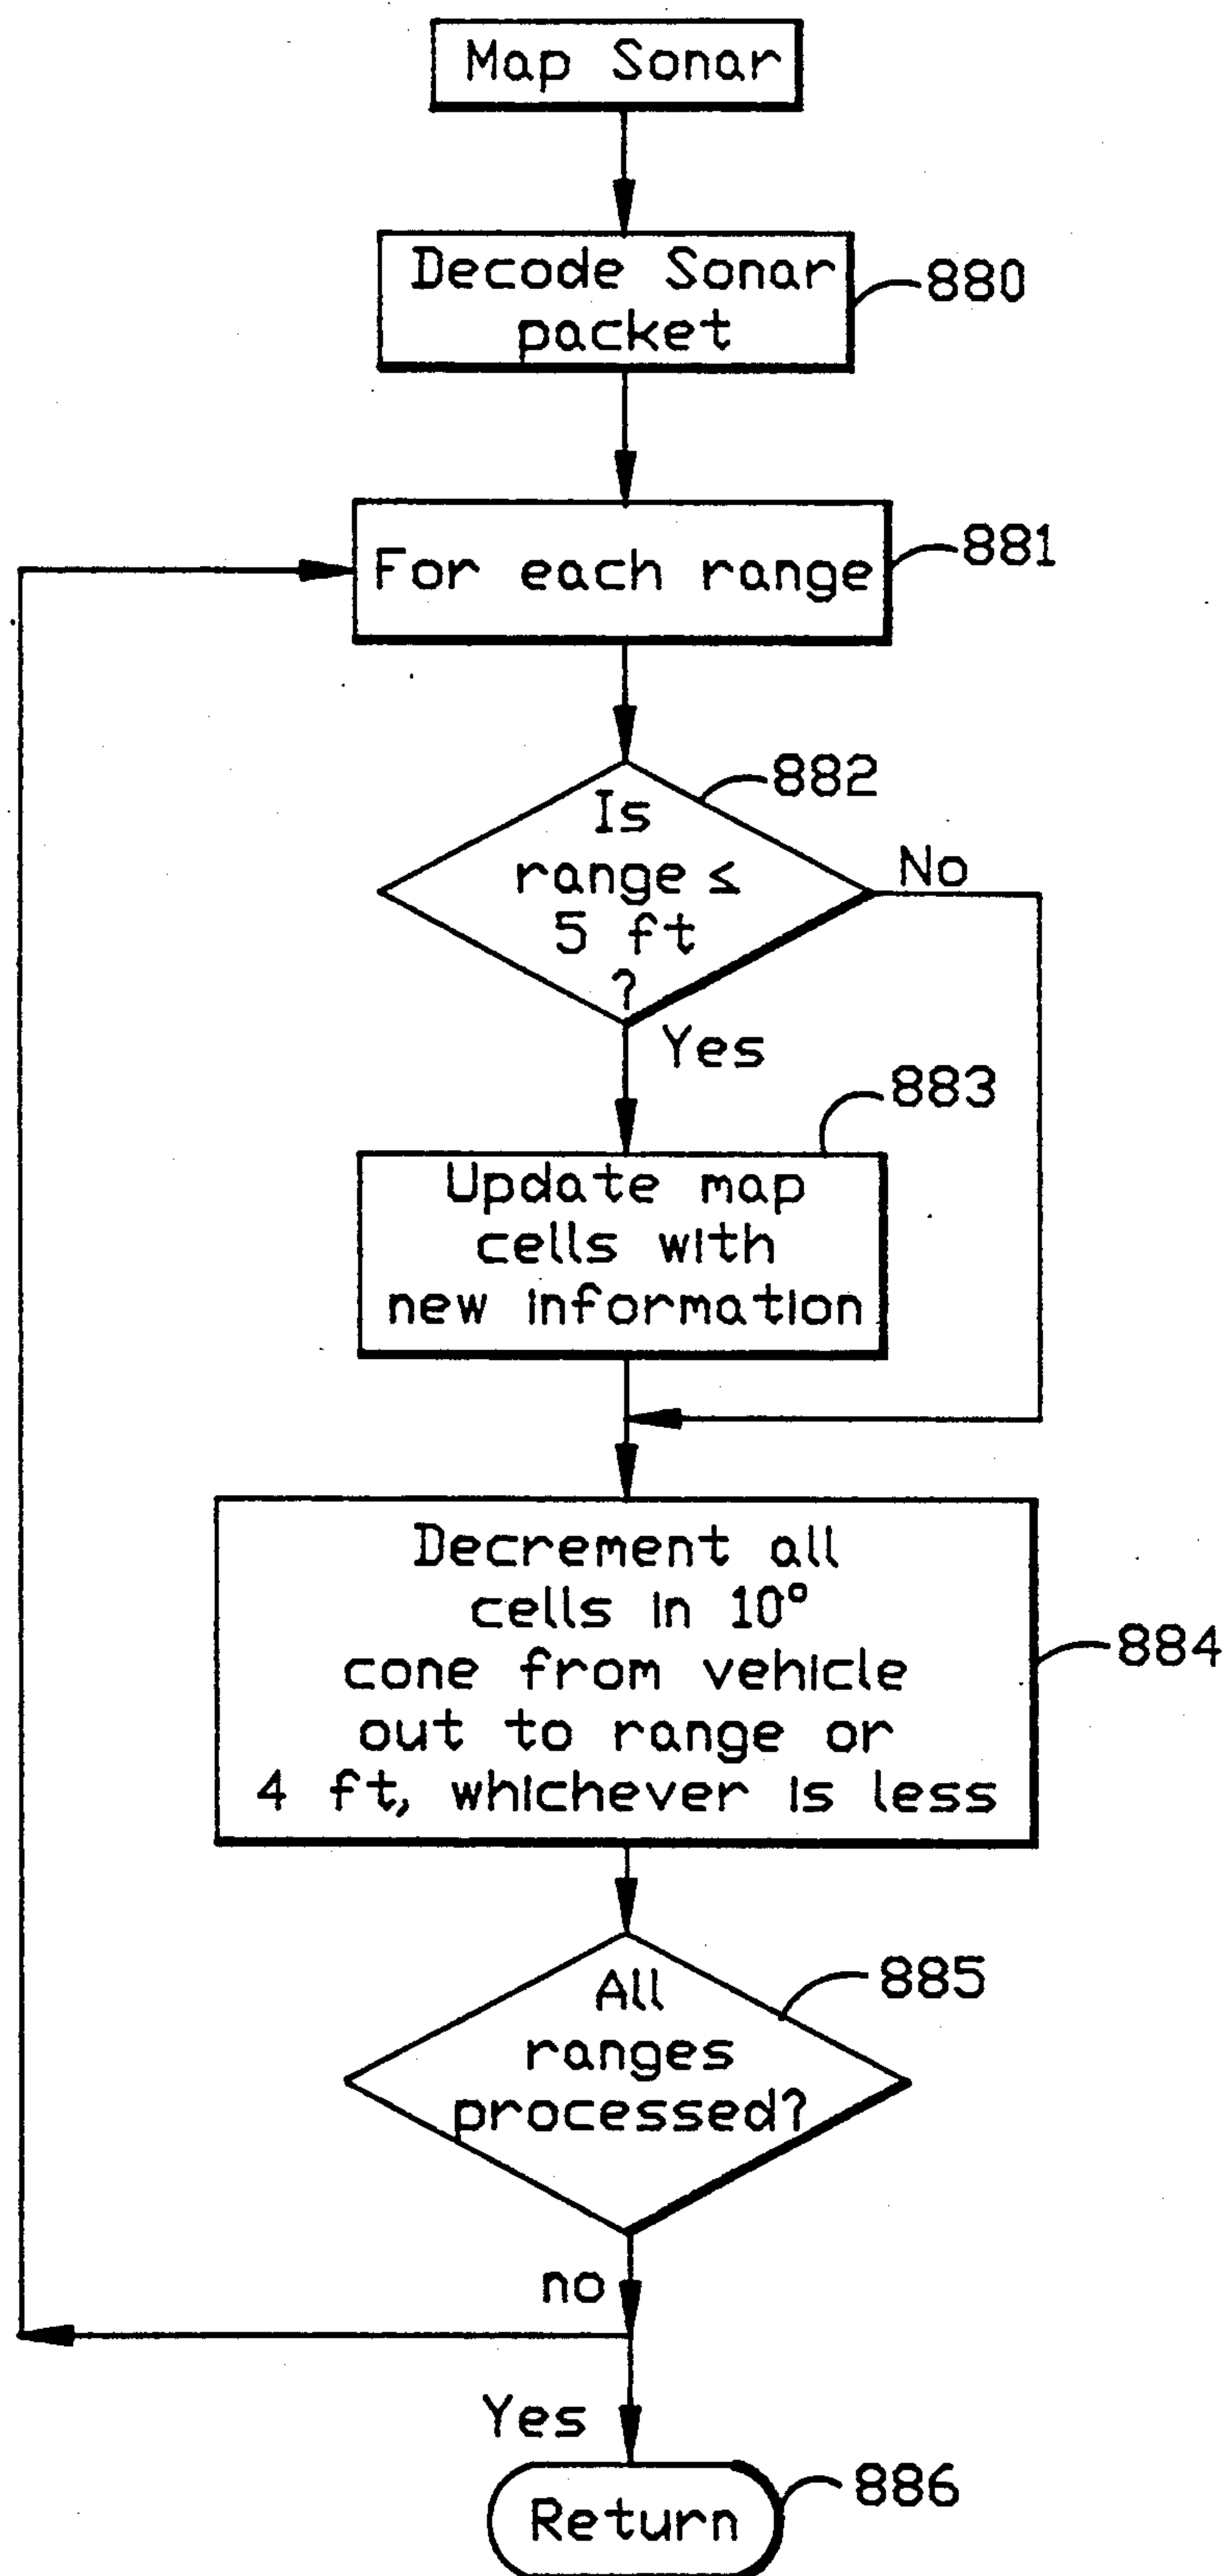 Map Sonar
Decode Sonar
packet
880
For each range
881
882
Is
range ≤
5 ft
?
No
Yes
883
Update map
cells with
new information
Decrement all
cells in 10°
cone from vehicle
out to range or
4 ft, whichever is less
884
885
All
ranges
processed?
no
Yes
Return
886